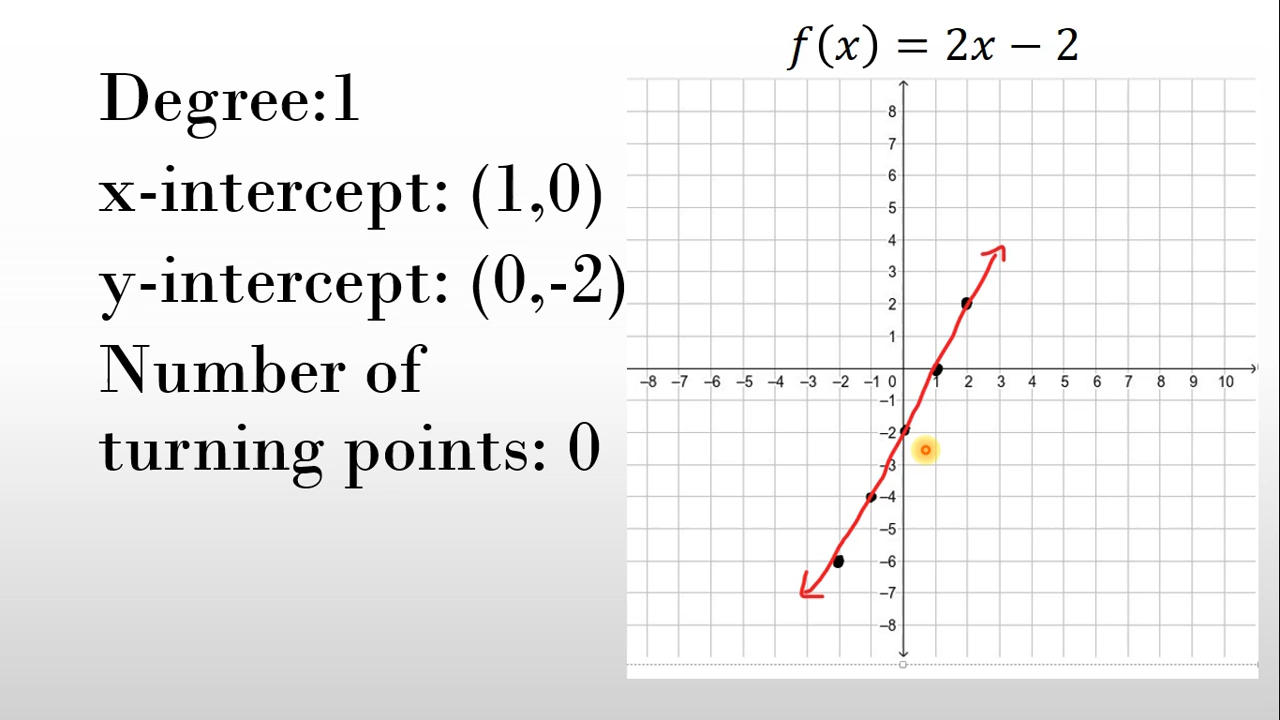 f(x) = 2x − 2
Degree:1
x-intercept: (1,0)
y-intercept: (0,-2)
Number of
turning points: 0
8
7
6
5
4
3
2
1
−8 −7 −6 −5 −4 −3 −2 −1 0 1 2 3 4 5 6 7 8 9 10
−1
−2
−3
−4
−5
−6
−7
−8